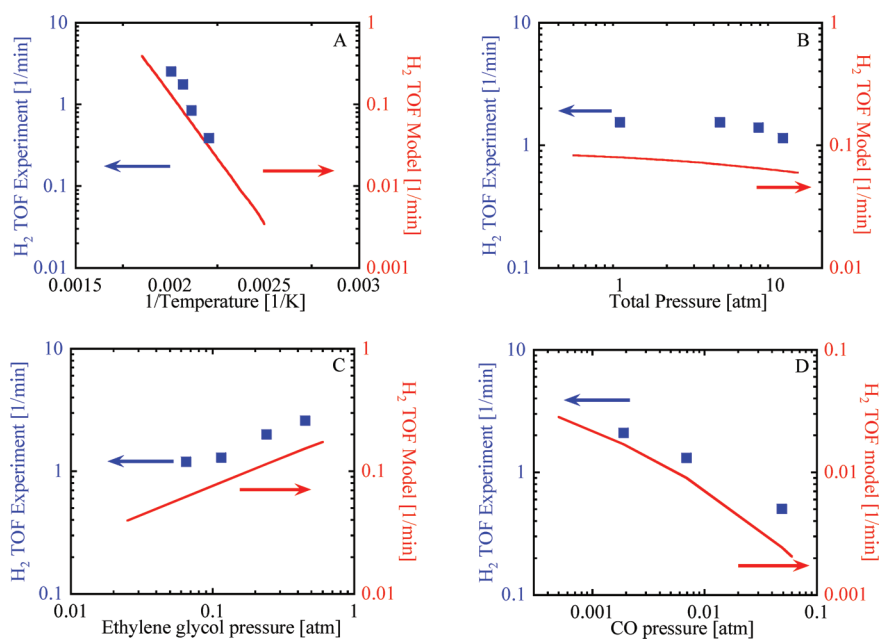 A
H2 TOF Experiment [1/min]
10
1
0.1
0.01
H2 TOF Model [1/min]
1
0.1
0.01
0.001
0.0015
0.002
0.0025
0.003
1/Temperature [1/K]
B
H2 TOF Experiment [1/min]
10
1
0.1
H2 TOF Model [1/min]
1
0.1
0.01
1
10
Total Pressure [atm]
C
H2 TOF Experiment [1/min]
10
1
0.1
H2 TOF Model [1/min]
1
0.1
0.01
0.01
0.1
1
Ethylene glycol pressure [atm]
D
H2 TOF Experiment [1/min]
10
1
0.1
H2 TOF model [1/min]
0.1
0.01
0.001
0.001
0.01
0.1
CO pressure [atm]